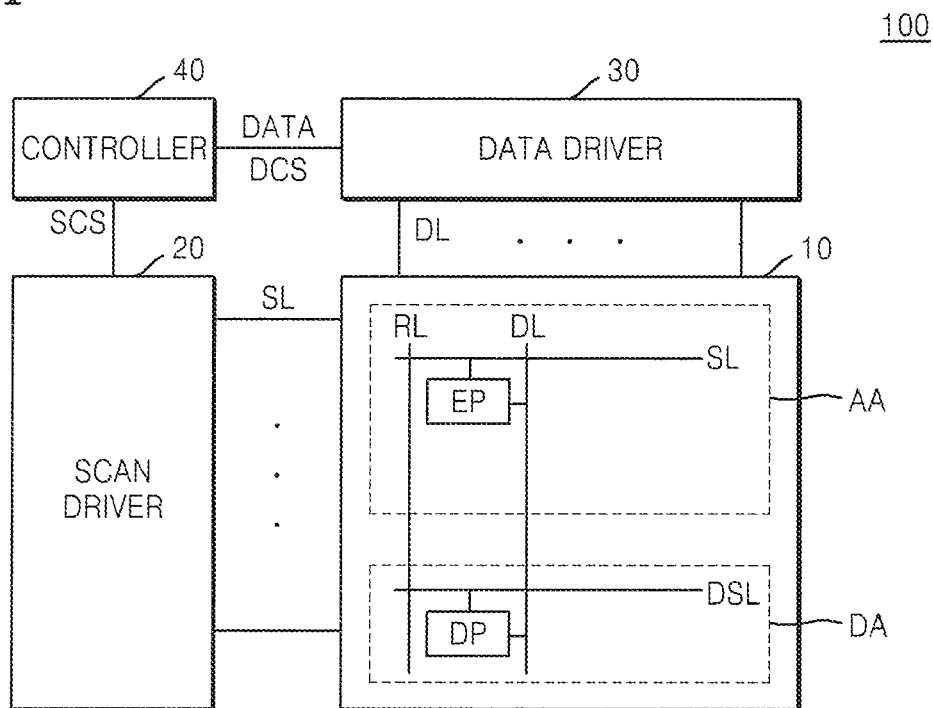 100
40
30
CONTROLLER
DATA
DCS
DATA DRIVER
SCS
DL
20
10
SL
RL
DL
SL
EP
AA
SCAN
DRIVER
DSL
DP
DA